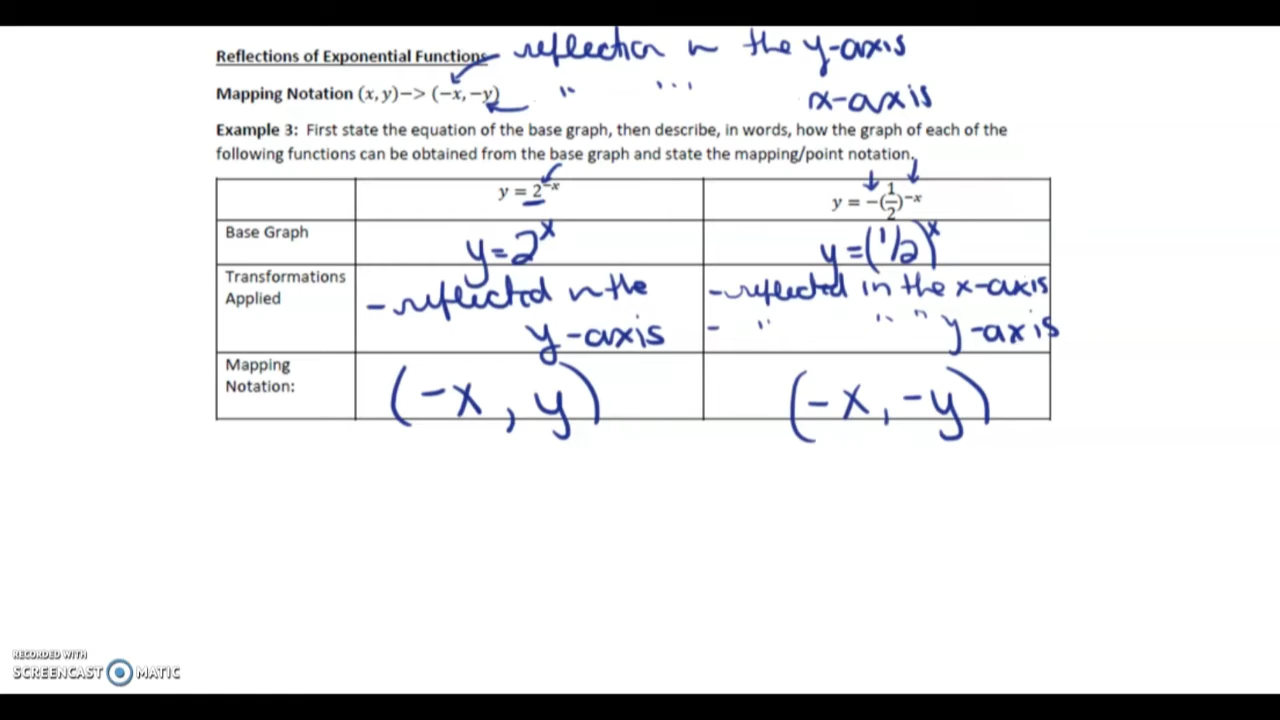 Reflections of Exponential Functions reflection in the y-axis
Mapping Notation (x, y)−> (−x, −y) " ... x-axis
Example 3: First state the equation of the base graph, then describe, in words, how the graph of each of the
following functions can be obtained from the base graph and state the mapping/point notation.
y = 2^−x y = −(1/2)^−x
Base Graph y=2^x y=(1/2)^x
Transformations Applied - reflected in the y-axis - reflected in the x-axis
- " " " y-axis
Mapping Notation: (-x, y) (-x, -y)
RECORDED WITH
SCREENCAST MATIC